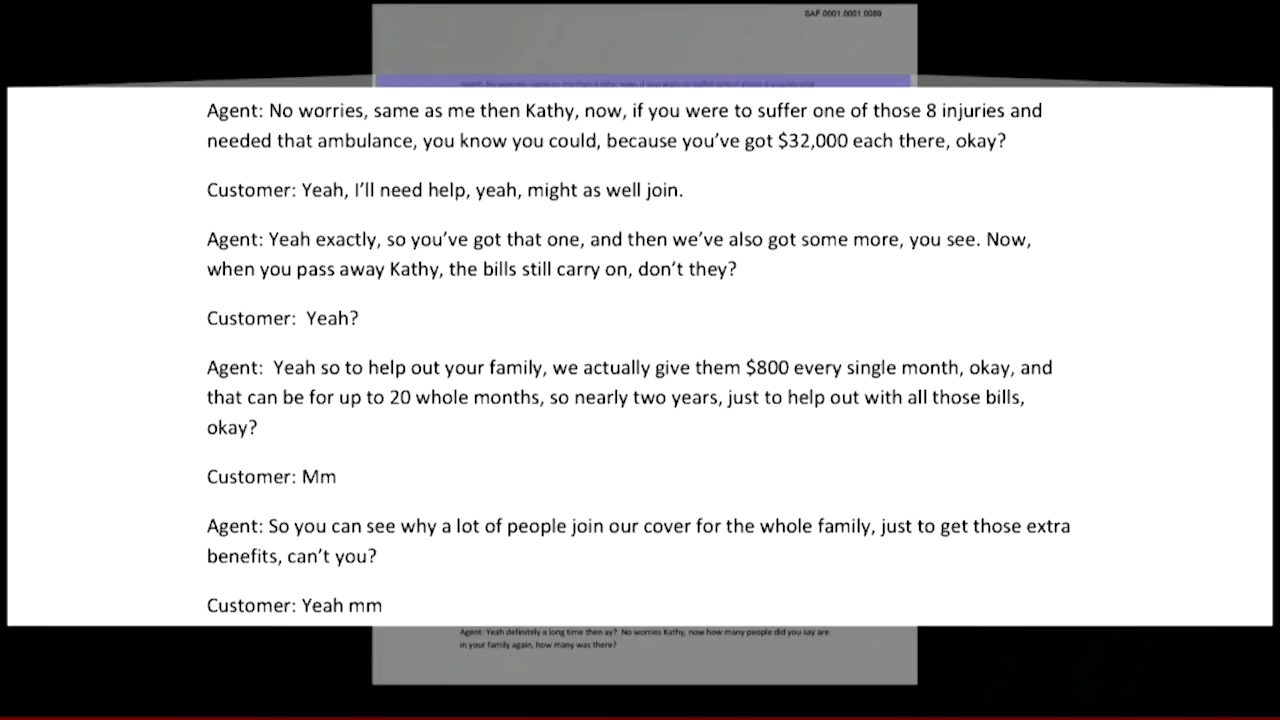 SAF.0001.0001.0089
Agent: No worries, same as me then Kathy, now, if you were to suffer one of those 8 injuries and
needed that ambulance, you know you could, because you’ve got $32,000 each there, okay?
Customer: Yeah, I’ll need help, yeah, might as well join.
Agent: Yeah exactly, so you’ve got that one, and then we’ve also got some more, you see. Now,
when you pass away Kathy, the bills still carry on, don’t they?
Customer:  Yeah?
Agent:  Yeah so to help out your family, we actually give them $800 every single month, okay, and
that can be for up to 20 whole months, so nearly two years, just to help out with all those bills,
okay?
Customer: Mm
Agent: So you can see why a lot of people join our cover for the whole family, just to get those extra
benefits, can’t you?
Customer: Yeah mm
Agent: Yeah definitely a long time then ay?  No worries Kathy, now how many people did you say are
in your family again, how many was there?